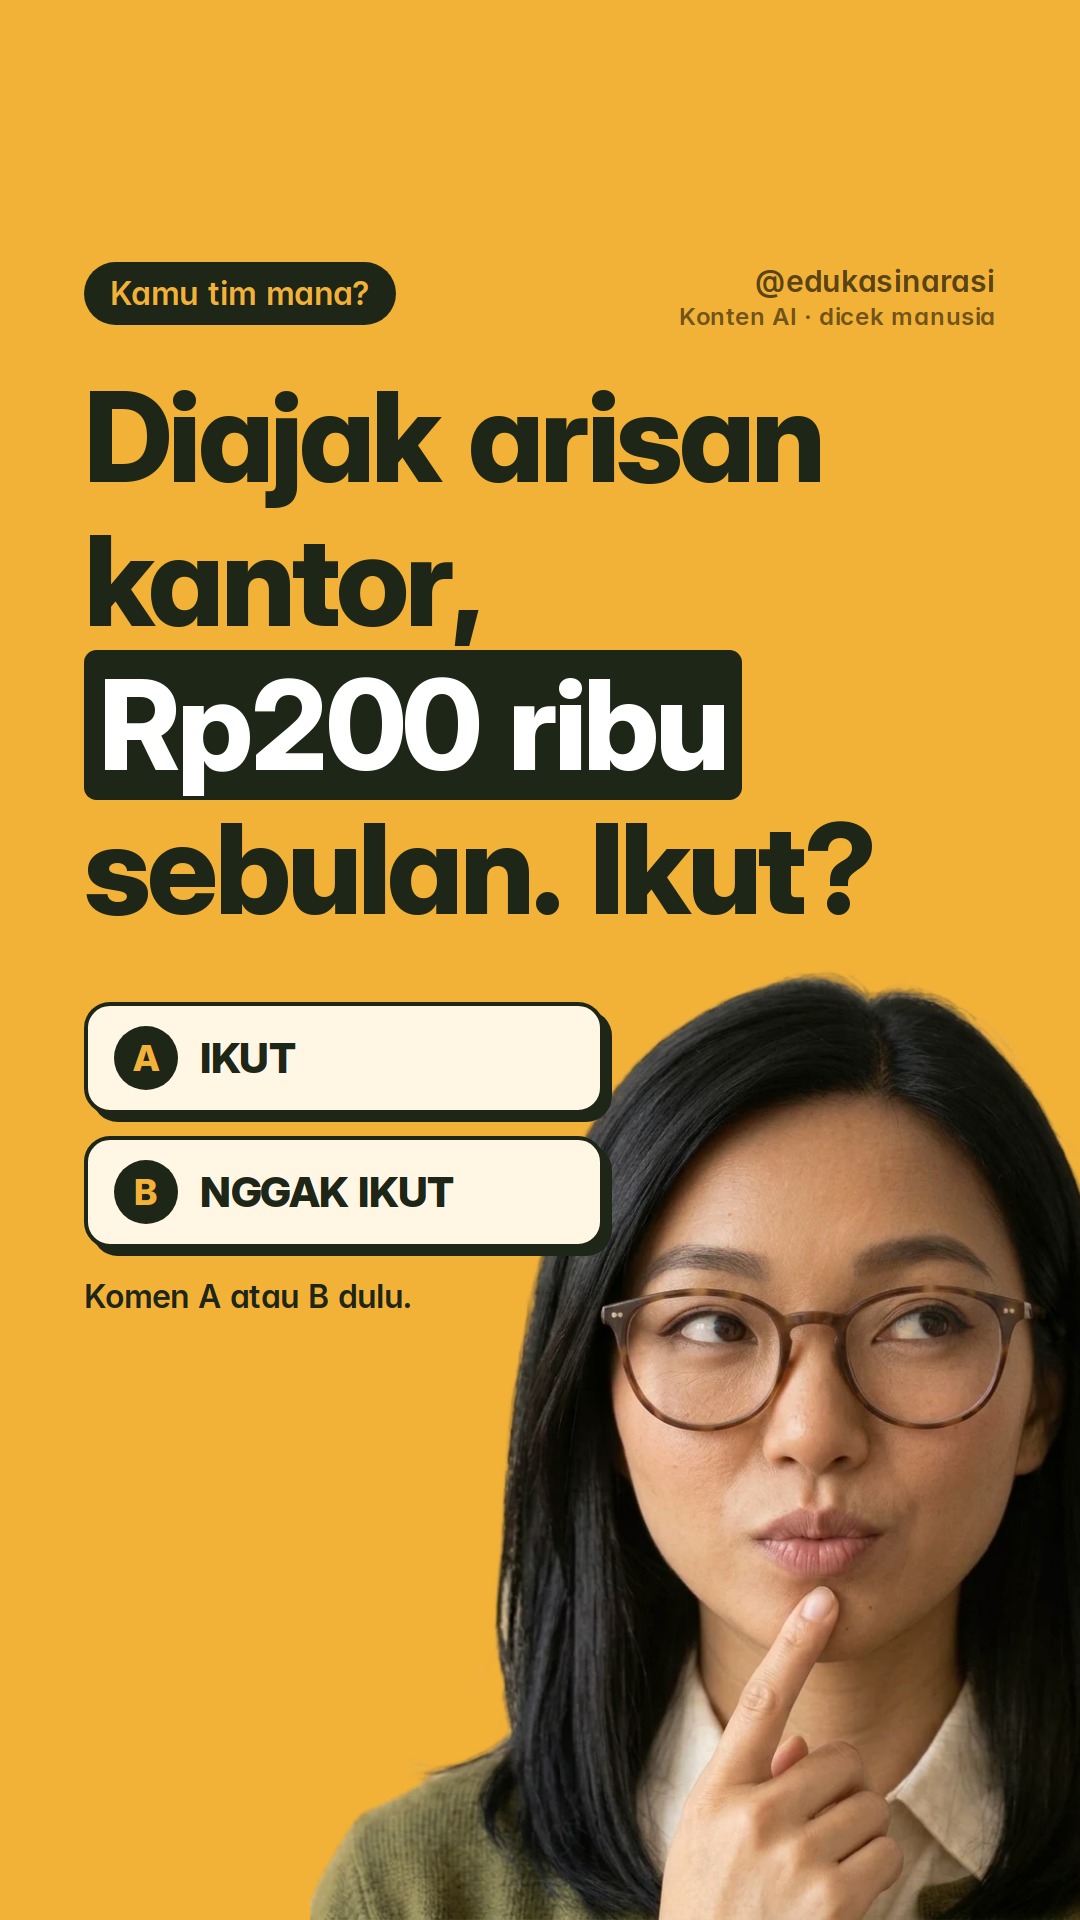 Kamu tim mana?
@edukasinarasi
Konten AI · dicek manusia
Diajak arisan
kantor,
Rp200 ribu
sebulan. Ikut?
A IKUT
B NGGAK IKUT
Komen A atau B dulu.